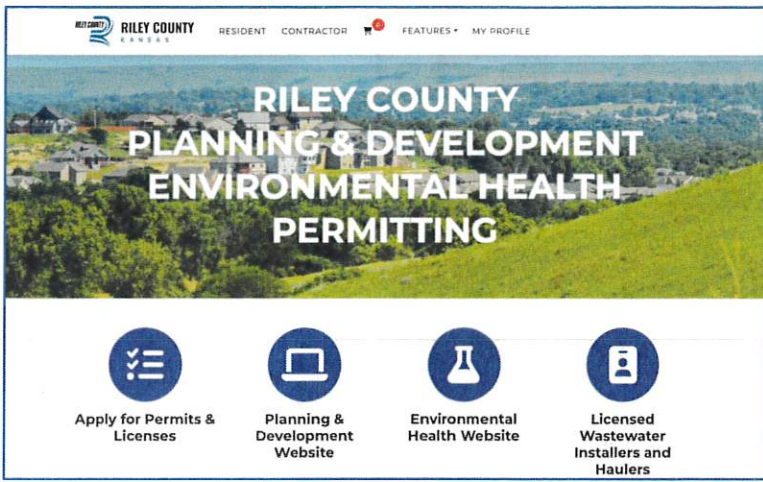 RILEY COUNTY
RILEY COUNTY
KANSAS
RESIDENT CONTRACTOR FEATURES MY PROFILE
RILEY COUNTY
PLANNING & DEVELOPMENT
ENVIRONMENTAL HEALTH
PERMITTING
Apply for Permits &
Licenses
Planning &
Development
Website
Environmental
Health Website
Licensed
Wastewater
Installers and
Haulers